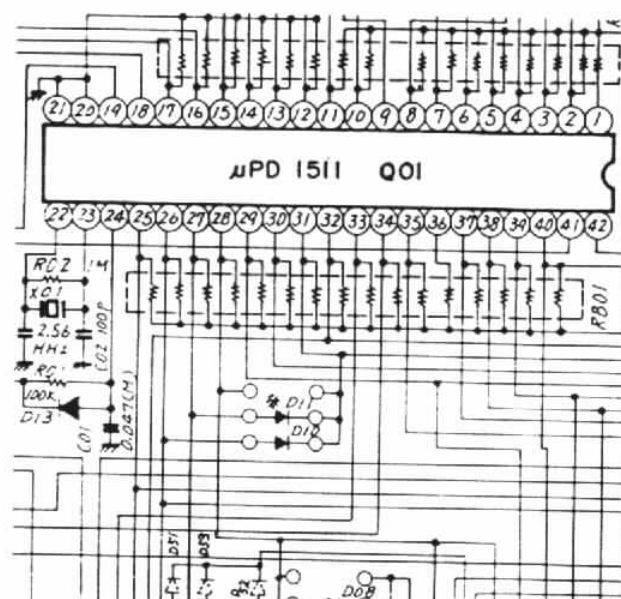 21 20 19 18 17 16 15 14 13 12 11 10 9 8 7 6 5 4 3 2 1
μPD 1511 Q01
22 23 24 25 26 27 28 29 30 31 32 33 34 35 36 37 38 39 40 41 42
R02 1M
X01
2.56
MHz
C02 100P
R01
100K
D13
C01
0.047(M)
RB01
D11
D12
D51
D53
D08